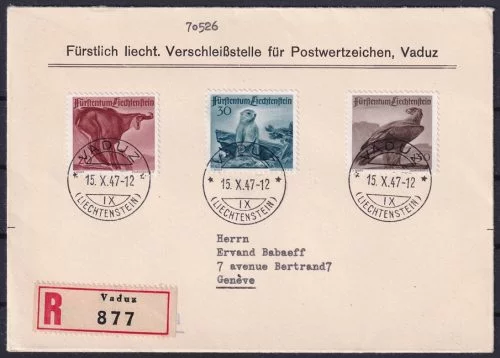 70526
Fürstlich liecht. Verschleißstelle für Postwertzeichen, Vaduz
Fürstentum Liechtenstein
Fürstentum Liechtenstein
30
Fürstentum Liechtenstein
VADUZ
15. X. 47-12
IX
(LIECHTENSTEIN)
VADUZ
15. X. 47-12
IX
(LIECHTENSTEIN)
VADUZ
15. X. 47-12
IX
(LIECHTENSTEIN)
Herrn
Ervand Babaeff
7 avenue Bertrand7
Genève
R
Vaduz
877